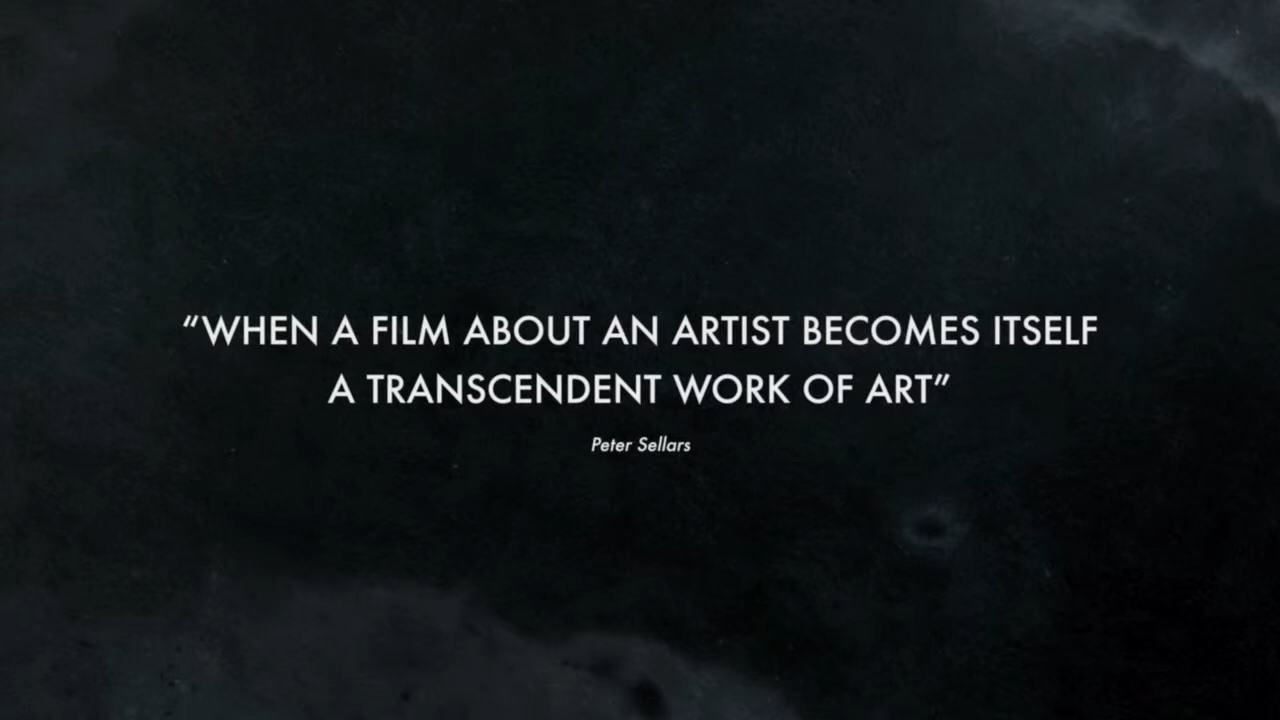 “WHEN A FILM ABOUT AN ARTIST BECOMES ITSELF
A TRANSCENDENT WORK OF ART”
Peter Sellars